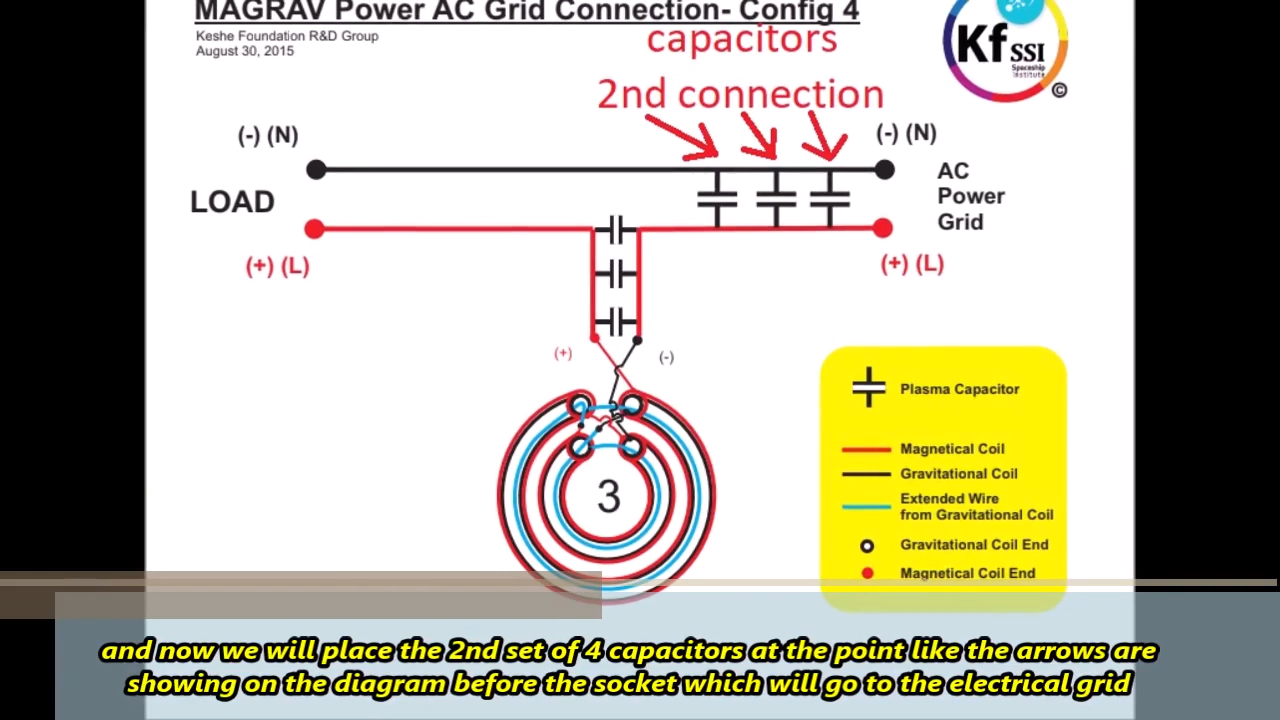 MAGRAV Power AC Grid Connection- Config 4
Keshe Foundation R&D Group
August 30, 2015
capacitors
2nd connection
Kf SSI
Spaceship
Institute
©
(-) (N)
(-) (N)
LOAD
AC
Power
Grid
(+) (L)
(+) (L)
(+)
(-)
3
Plasma Capacitor
Magnetical Coil
Gravitational Coil
Extended Wire
from Gravitational Coil
Gravitational Coil End
Magnetical Coil End
and now we will place the 2nd set of 4 capacitors at the point like the arrows are
showing on the diagram before the socket which will go to the electrical grid